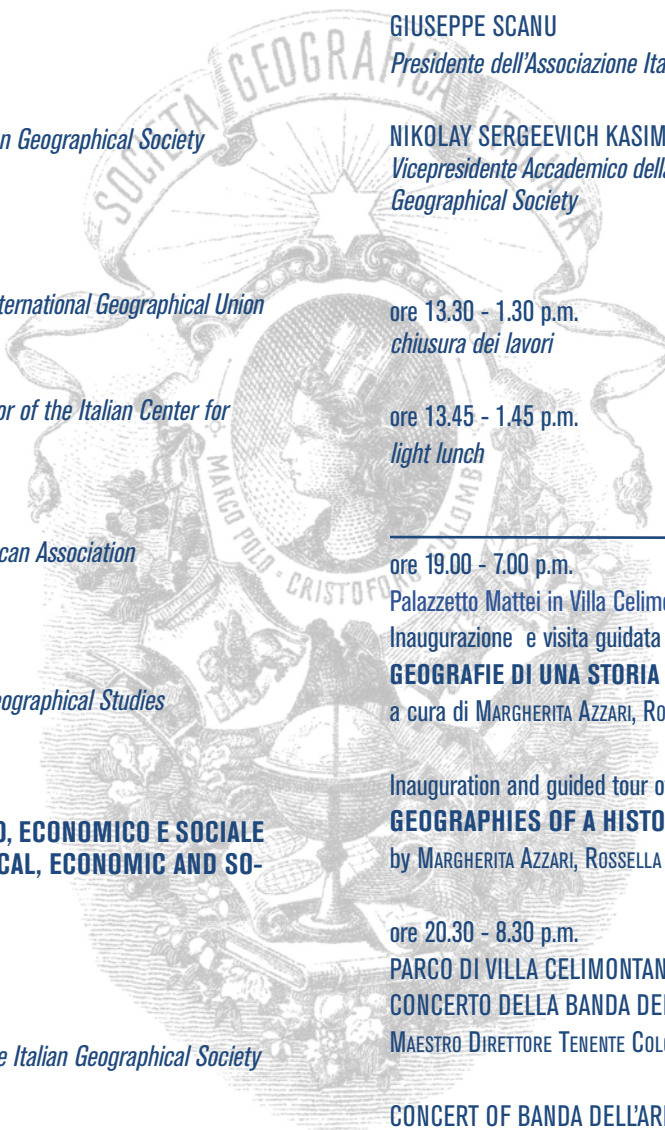 n Geographical Society
ternational Geographical Union
or of the Italian Center for
can Association
ographical Studies
O, ECONOMICO E SOCIALE
CAL, ECONOMIC AND SO-
e Italian Geographical Society
GIUSEPPE SCANU
Presidente dell’Associazione Ita
NIKOLAY SERGEEVICH KASIM
Vicepresidente Accademico della
Geographical Society
ore 13.30 - 1.30 p.m.
chiusura dei lavori
ore 13.45 - 1.45 p.m.
light lunch
ore 19.00 - 7.00 p.m.
Palazzetto Mattei in Villa Celimo
Inaugurazione e visita guidata
GEOGRAFIE DI UNA STORIA
a cura di MARGHERITA AZZARI, RO
Inauguration and guided tour o
GEOGRAPHIES OF A HISTO
by MARGHERITA AZZARI, ROSSELLA
ore 20.30 - 8.30 p.m.
PARCO DI VILLA CELIMONTAN
CONCERTO DELLA BANDA DEL
MAESTRO DIRETTORE TENENTE COLO
CONCERT OF BANDA DELL’AR
SOCIETÀ GEOGRAFICA ITALIANA
MARCO POLO · CRISTOFORO COLOMB